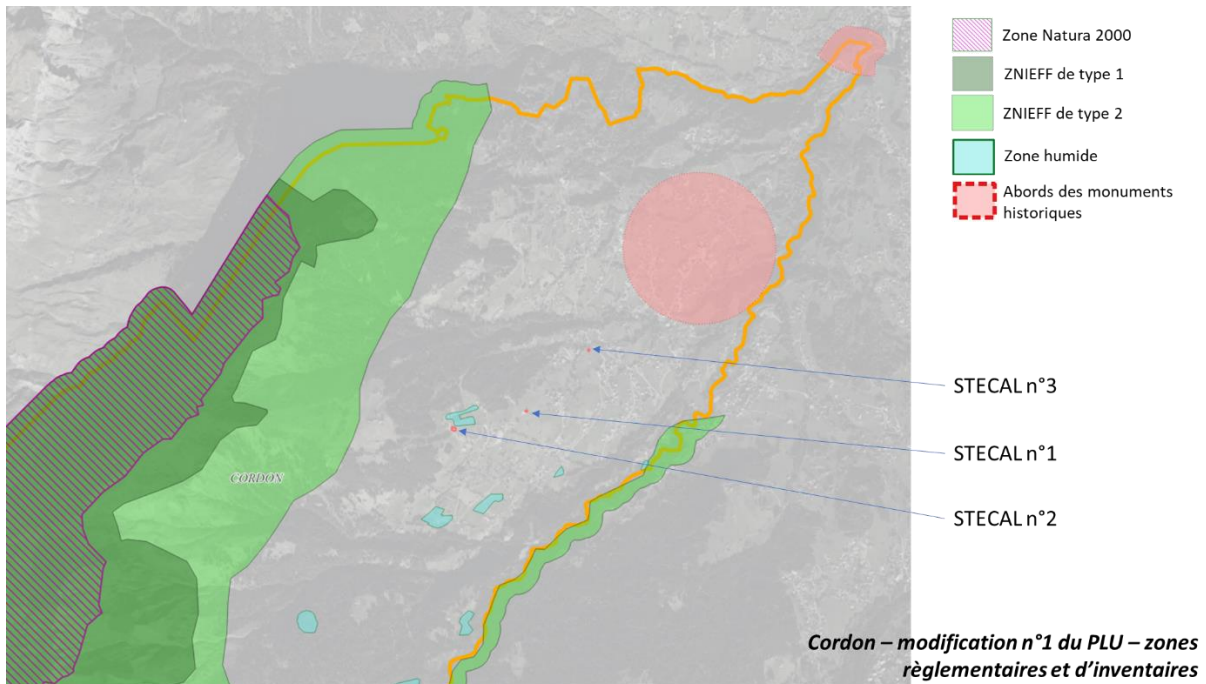 Zone Natura 2000
ZNIEFF de type 1
ZNIEFF de type 2
Zone humide
Abords des monuments
historiques
STECAL n°3
STECAL n°1
STECAL n°2
CORDON
Cordon – modification n°1 du PLU – zones
règlementaires et d'inventaires